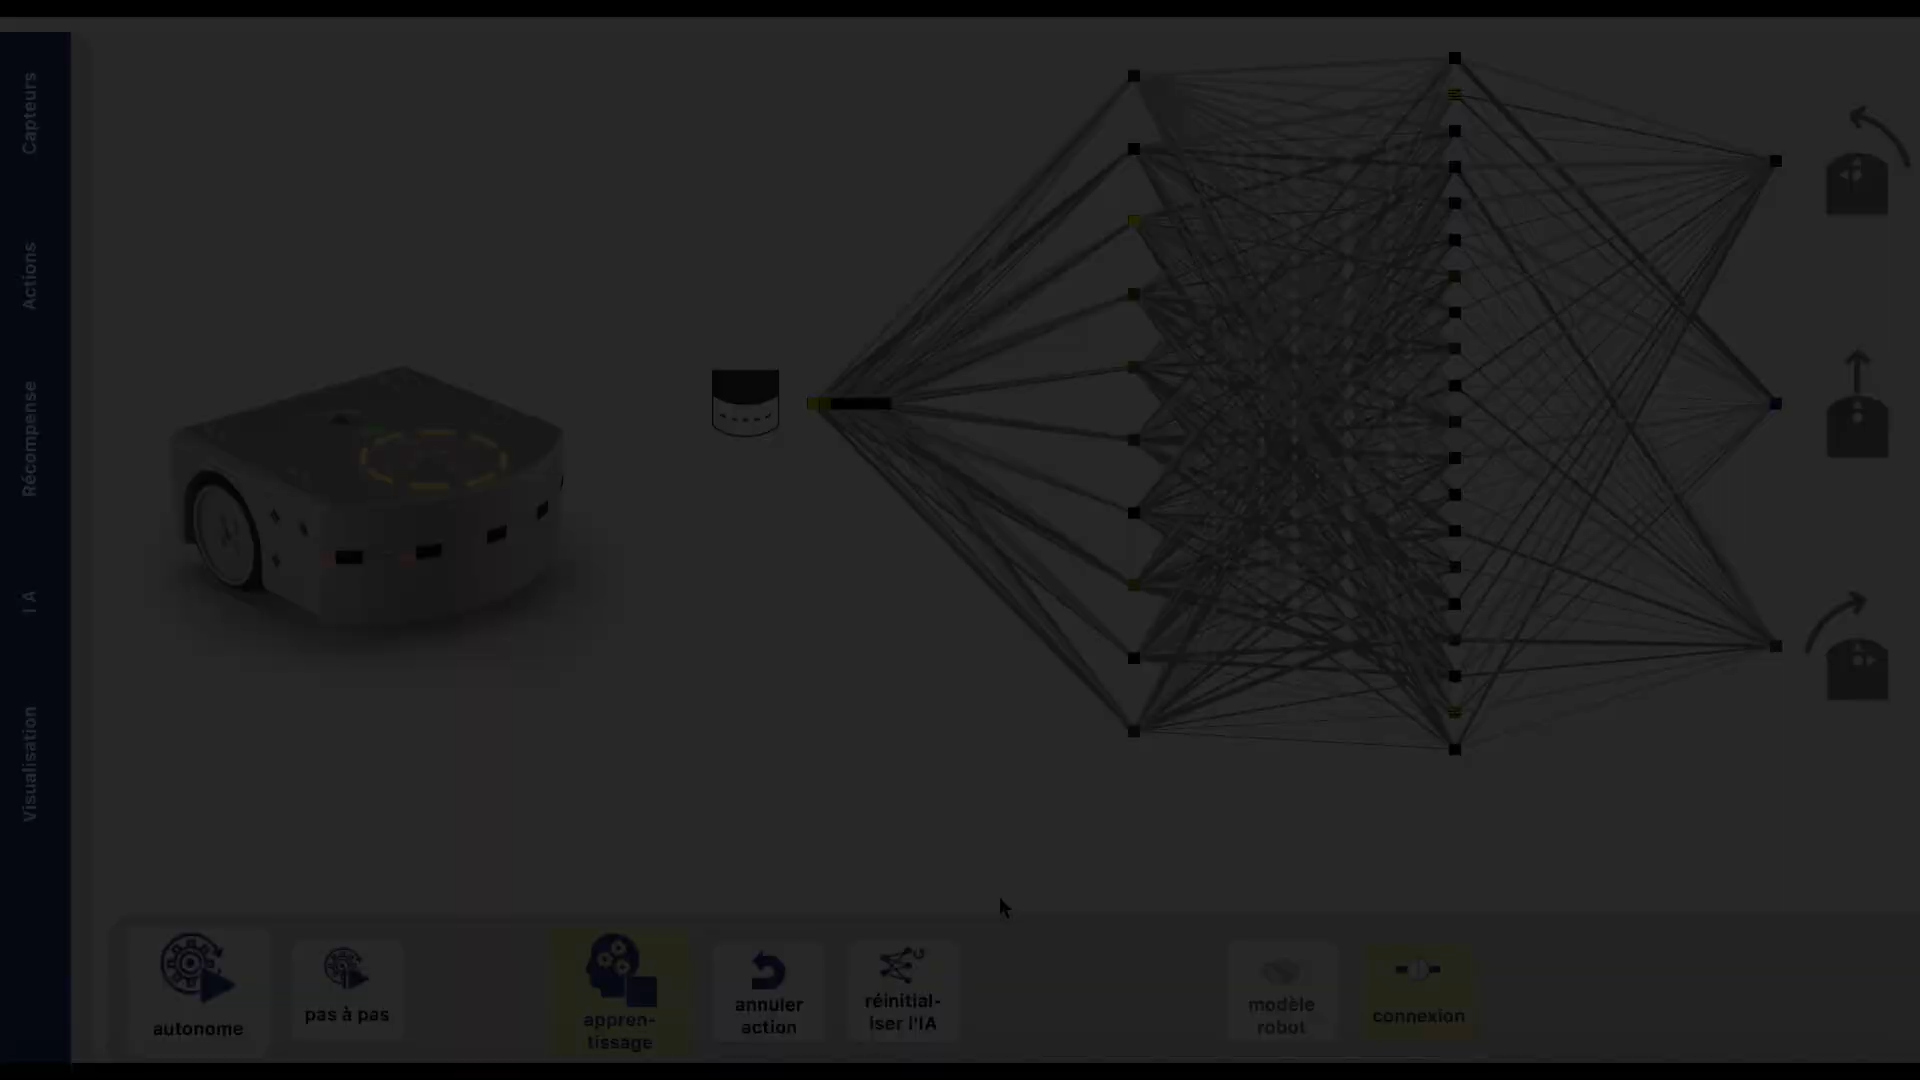 Capteurs
Actions
Récompense
I A
Visualisation
autonome
pas à pas
appren-
tissage
annuler
action
réinitial-
iser l'IA
modèle
robot
connexion